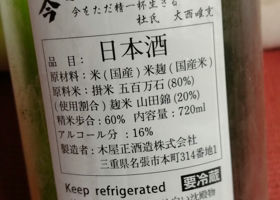 今
今をただ精一杯生きる
杜氏 大西唯克
日本酒
品目:
原材料:米(国産)米麹(国産米)
原料米:掛米 五百万石(80%)
(使用割合)麹米 山田錦(20%)
精米歩合:60% 内容量:720ml
アルコール分:16%
製造者:木屋正酒造株式会社
三重県名張市本町314番地1
Keep refrigerated 要冷蔵